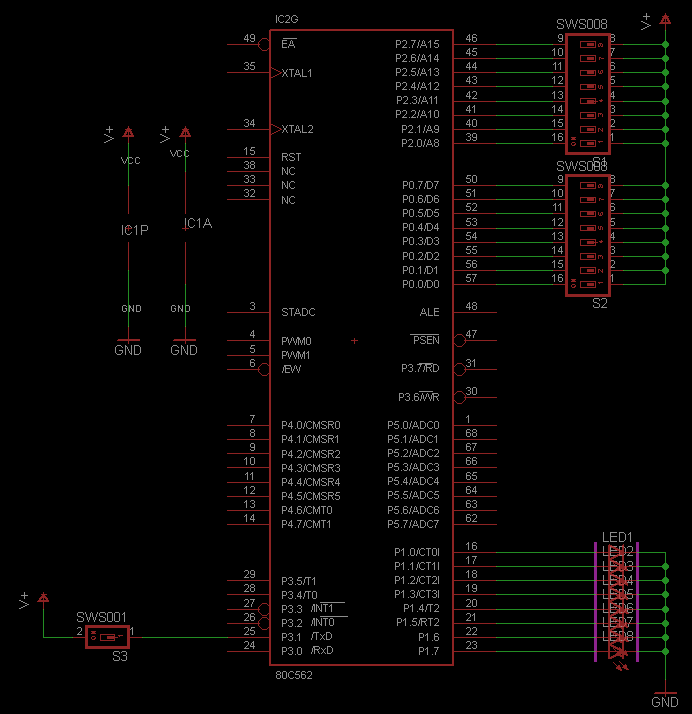 IC2G
V+
SWS008
49 EA P2.7/A15 46 9 8
P2.6/A14 45 10 7
35 XTAL1 P2.5/A13 44 11 6
P2.4/A12 43 12 5
P2.3/A11 42 13 4
P2.2/A10 41 14 3
V+ V+ 34 XTAL2 P2.1/A9 40 15 2
P2.0/A8 39 16 ON 1
VCC VCC 15 RST S1
38 NC SWS008
33 NC P0.7/D7 50 9 8
32 NC P0.6/D6 51 10 7
P0.5/D5 52 11 6
IC1P IC1A P0.4/D4 53 12 5
P0.3/D3 54 13 4
P0.2/D2 55 14 3
P0.1/D1 56 15 2
P0.0/D0 57 16 ON 1
S2
GND GND 3 STADC ALE 48
GND GND 4 PWM0 PSEN 47
5 PWM1
6 /EW P3.7/RD 31
P3.6/WR 30
7 P4.0/CMSR0 P5.0/ADC0 1
8 P4.1/CMSR1 P5.1/ADC1 68
9 P4.2/CMSR2 P5.2/ADC2 67
10 P4.3/CMSR3 P5.3/ADC3 66
11 P4.4/CMSR4 P5.4/ADC4 65
12 P4.5/CMSR5 P5.5/ADC5 64
13 P4.6/CMT0 P5.6/ADC6 63
14 P4.7/CMT1 P5.7/ADC7 62
LED1
P1.0/CT0I 16 LED2
P1.1/CT1I 17 LED3
29 P3.5/T1 P1.2/CT2I 18 LED4
28 P3.4/T0 P1.3/CT3I 19 LED5
V+ 27 P3.3 /INT1 P1.4/T2 20 LED6
SWS001 26 P3.2 /INT0 P1.5/RT2 21 LED7
2 ON 1 25 P3.1 /TxD P1.6 22 LED8
S3 24 P3.0 /RxD P1.7 23
80C562
GND